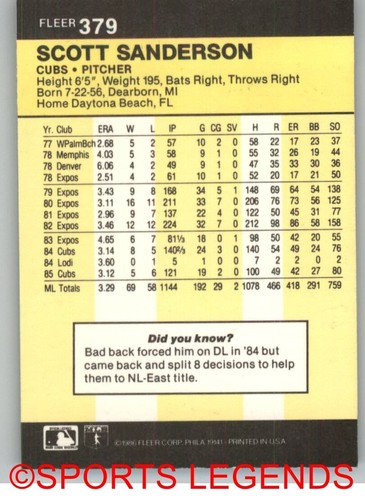 FLEER 379
SCOTT SANDERSON
CUBS • PITCHER
Height 6'5", Weight 195, Bats Right, Throws Right
Born 7-22-56, Dearborn, MI
Home Daytona Beach, FL
Yr. Club ERA W L IP G CG SV H R ER BB SO
77 WPalmBch 2.68 5 2 57 10 2 0 58 22 17 23 37
78 Memphis 4.03 5 3 58 9 1 0 55 32 26 19 44
78 Denver 6.06 4 2 49 9 1 0 47 35 33 30 36
78 Expos 2.51 4 2 61 10 1 0 52 20 17 21 50
79 Expos 3.43 9 8 168 34 5 1 148 69 64 54 138
80 Expos 3.11 16 11 211 33 7 0 206 76 73 56 125
81 Expos 2.96 9 7 137 22 4 0 122 50 45 31 77
82 Expos 3.46 12 12 224 32 7 0 212 98 86 58 158
83 Expos 4.65 6 7 81⅓ 18 0 1 98 50 42 20 55
84 Cubs 3.14 8 5 140⅔ 24 3 0 140 54 49 24 76
84 Lodi 3.60 0 1 5 1 0 0 7 2 2 0 2
85 Cubs 3.12 5 6 121 19 2 0 100 49 42 27 80
ML Totals 3.29 69 58 1144 192 29 2 1078 466 418 291 759
Did you know?
Bad back forced him on DL in '84 but
came back and split 8 decisions to help
them to NL-East title.
©1986 FLEER CORP. PHILA 19141 • PRINTED IN U.S.A.
©SPORTS LEGENDS